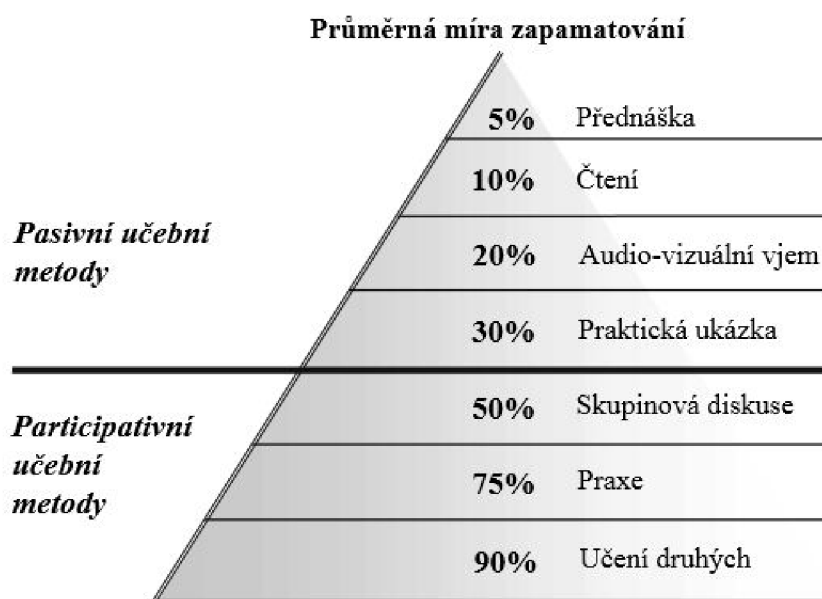 Průměrná míra zapamatování
5% Přednáška
10% Čtení
20% Audio-vizuální vjem
30% Praktická ukázka
Pasivní učební
metody
50% Skupinová diskuse
75% Praxe
90% Učení druhých
Participativní
učební
metody